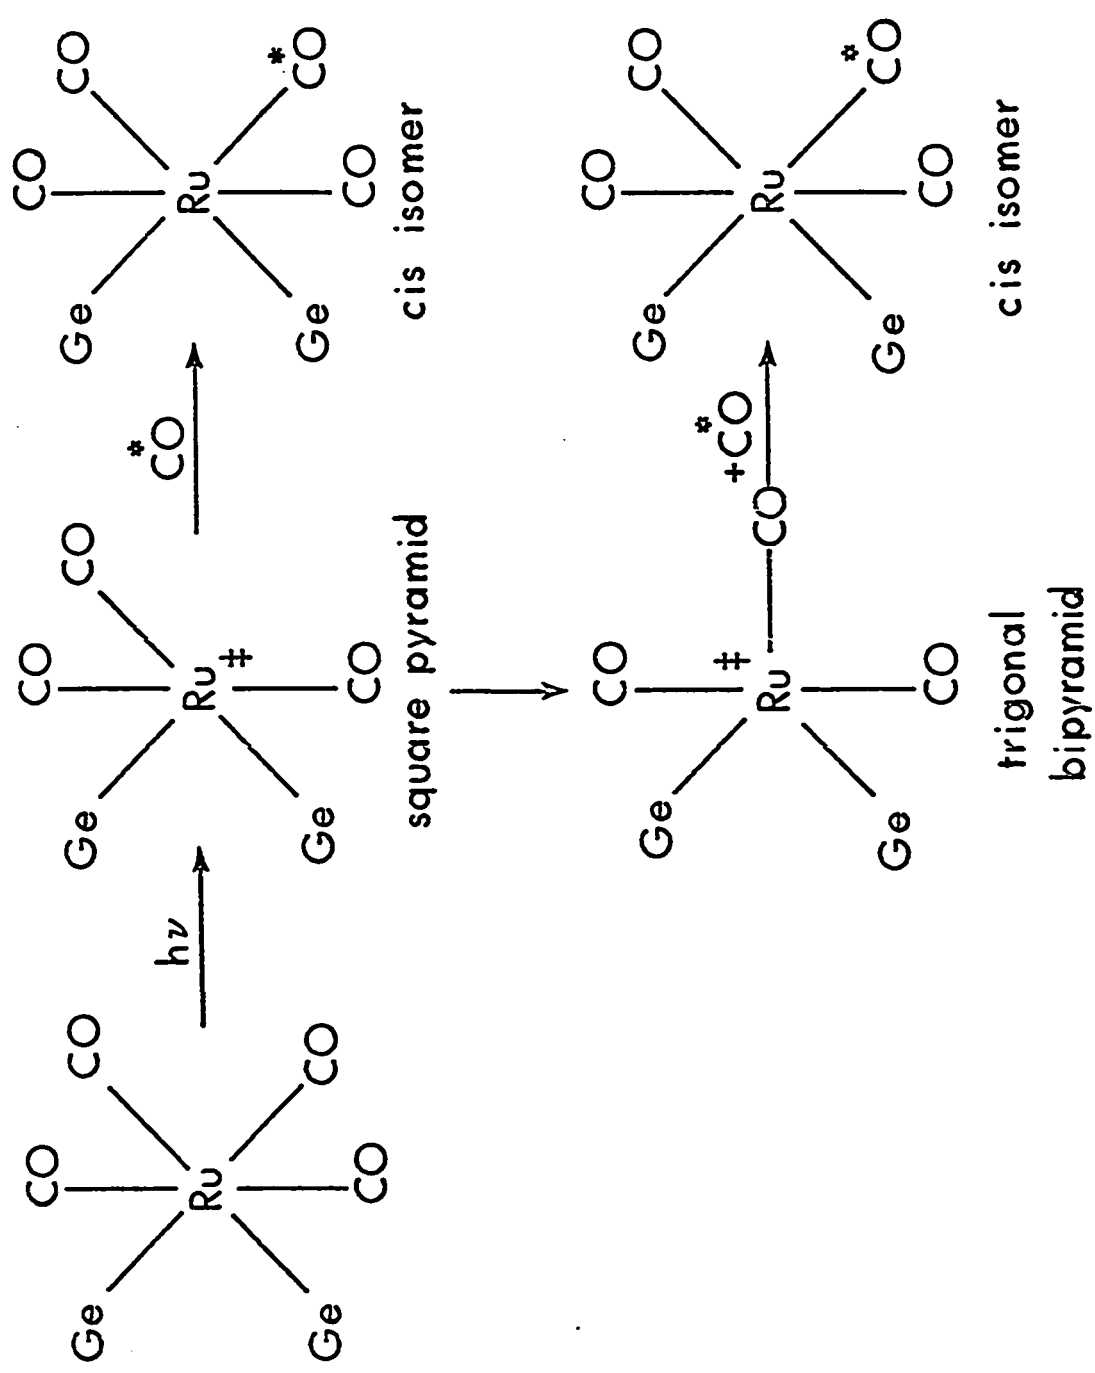 CO CO CO
Ge CO Ge CO CO
hν *CO
Ru Ru‡ Ru
Ge CO Ge Ge *CO
CO CO CO
square pyramid cis isomer
CO CO
Ge Ge CO
+*CO
Ru‡ CO Ru
Ge Ge *CO
CO CO
trigonal cis isomer
bipyramid